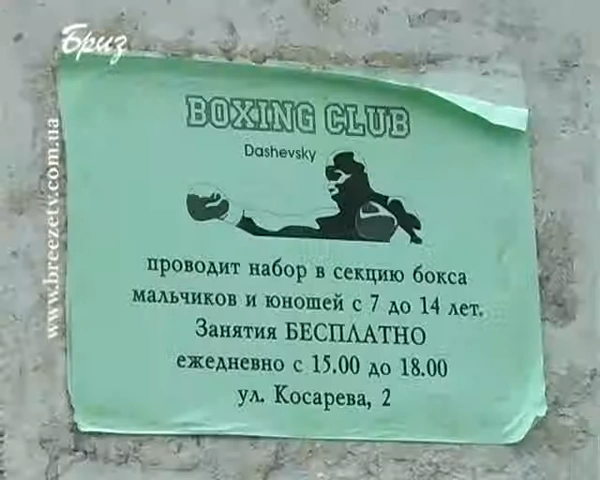 Бриз
www.breezetv.com.ua
BOXING CLUB
Dashevsky
проводит набор в секцию бокса
мальчиков и юношей с 7 до 14 лет.
Занятия БЕСПЛАТНО
ежедневно с 15.00 до 18.00
ул. Косарева, 2